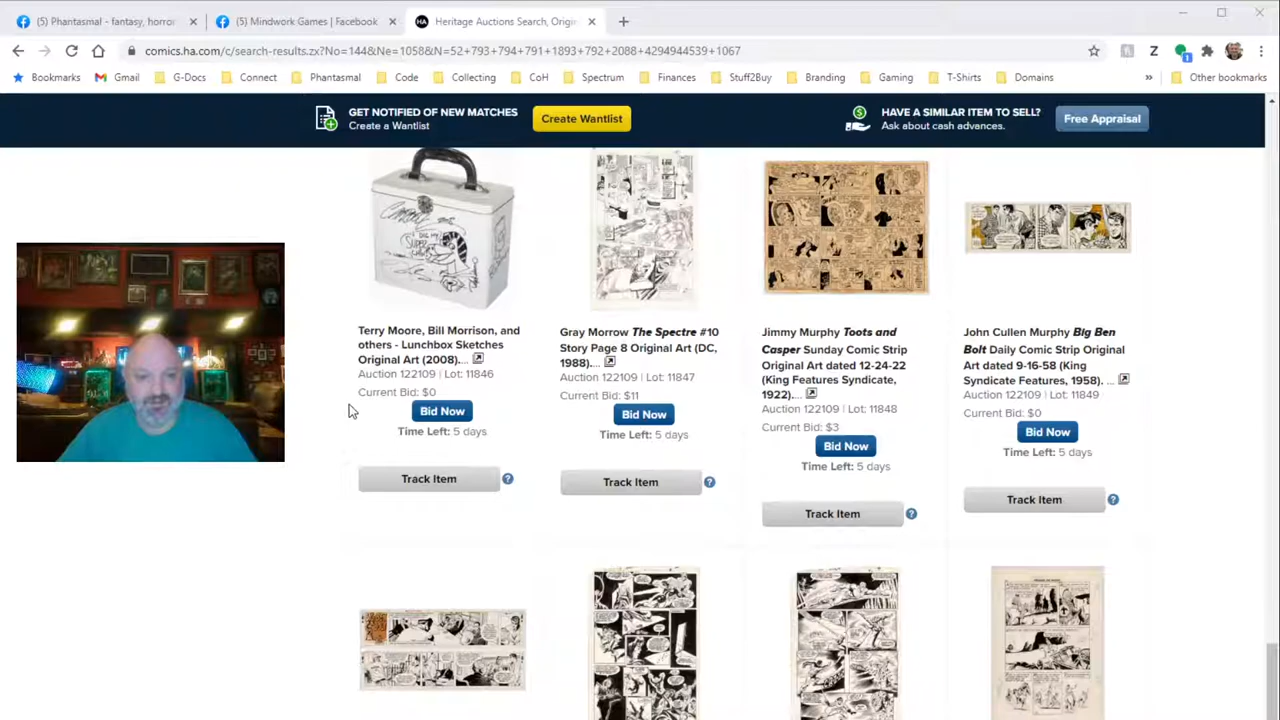 (5) Phantasmal - fantasy, horror
(5) Mindwork Games | Facebook
HA Heritage Auctions Search, Origin
comics.ha.com/c/search-results.zx?No=144&Ne=1058&N=52+793+794+791+1893+792+2088+4294944539+1067
Bookmarks Gmail G-Docs Connect Phantasmal Code Collecting CoH Spectrum Finances Stuff2Buy Branding Gaming T-Shirts Domains » Other bookmarks
GET NOTIFIED OF NEW MATCHES
Create a Wantlist
Create Wantlist
HAVE A SIMILAR ITEM TO SELL?
Ask about cash advances.
Free Appraisal
Terry Moore, Bill Morrison, and
others - Lunchbox Sketches
Original Art (2008)....
Auction 122109 | Lot: 11846
Current Bid: $0
Bid Now
Time Left: 5 days
Track Item ?
Gray Morrow The Spectre #10
Story Page 8 Original Art (DC,
1988)....
Auction 122109 | Lot: 11847
Current Bid: $11
Bid Now
Time Left: 5 days
Track Item ?
Jimmy Murphy Toots and
Casper Sunday Comic Strip
Original Art dated 12-24-22
(King Features Syndicate,
1922)....
Auction 122109 | Lot: 11848
Current Bid: $3
Bid Now
Time Left: 5 days
Track Item ?
John Cullen Murphy Big Ben
Bolt Daily Comic Strip Original
Art dated 9-16-58 (King
Syndicate Features, 1958). ...
Auction 122109 | Lot: 11849
Current Bid: $0
Bid Now
Time Left: 5 days
Track Item ?